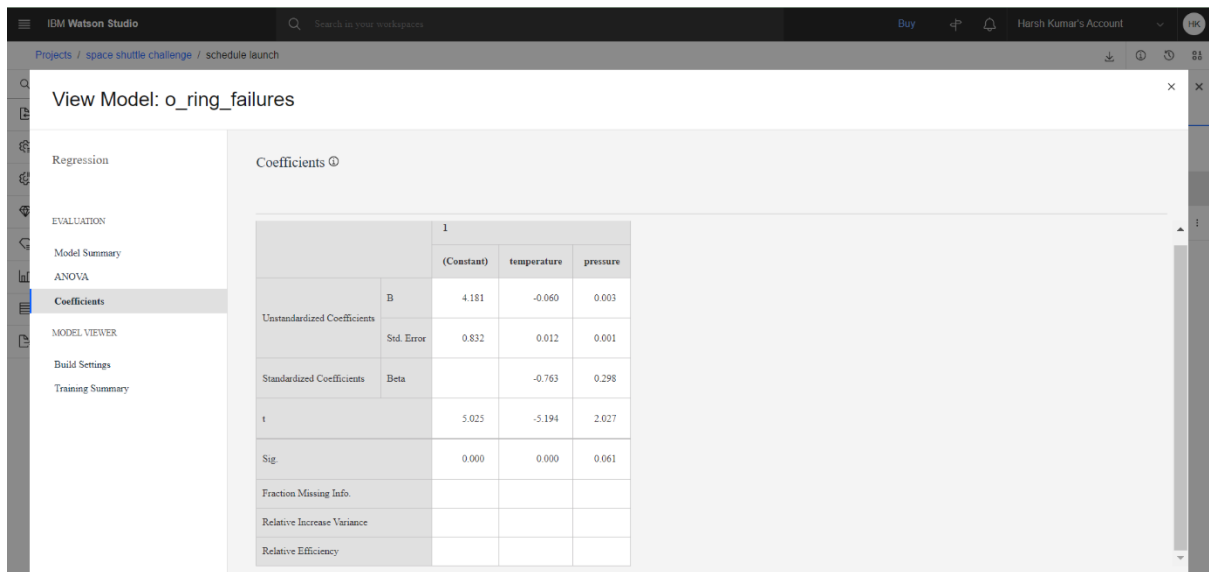 IBM Watson Studio
Search in your workspaces
Buy
Harsh Kumar's Account
HK
Projects / space shuttle challenge / schedule launch
View Model: o_ring_failures
Regression
EVALUATION
Model Summary
ANOVA
Coefficients
MODEL VIEWER
Build Settings
Training Summary
Coefficients
1
(Constant) temperature pressure
Unstandardized Coefficients B 4.181 -0.060 0.003
Std. Error 0.832 0.012 0.001
Standardized Coefficients Beta -0.763 0.298
t 5.025 -5.194 2.027
Sig. 0.000 0.000 0.061
Fraction Missing Info.
Relative Increase Variance
Relative Efficiency